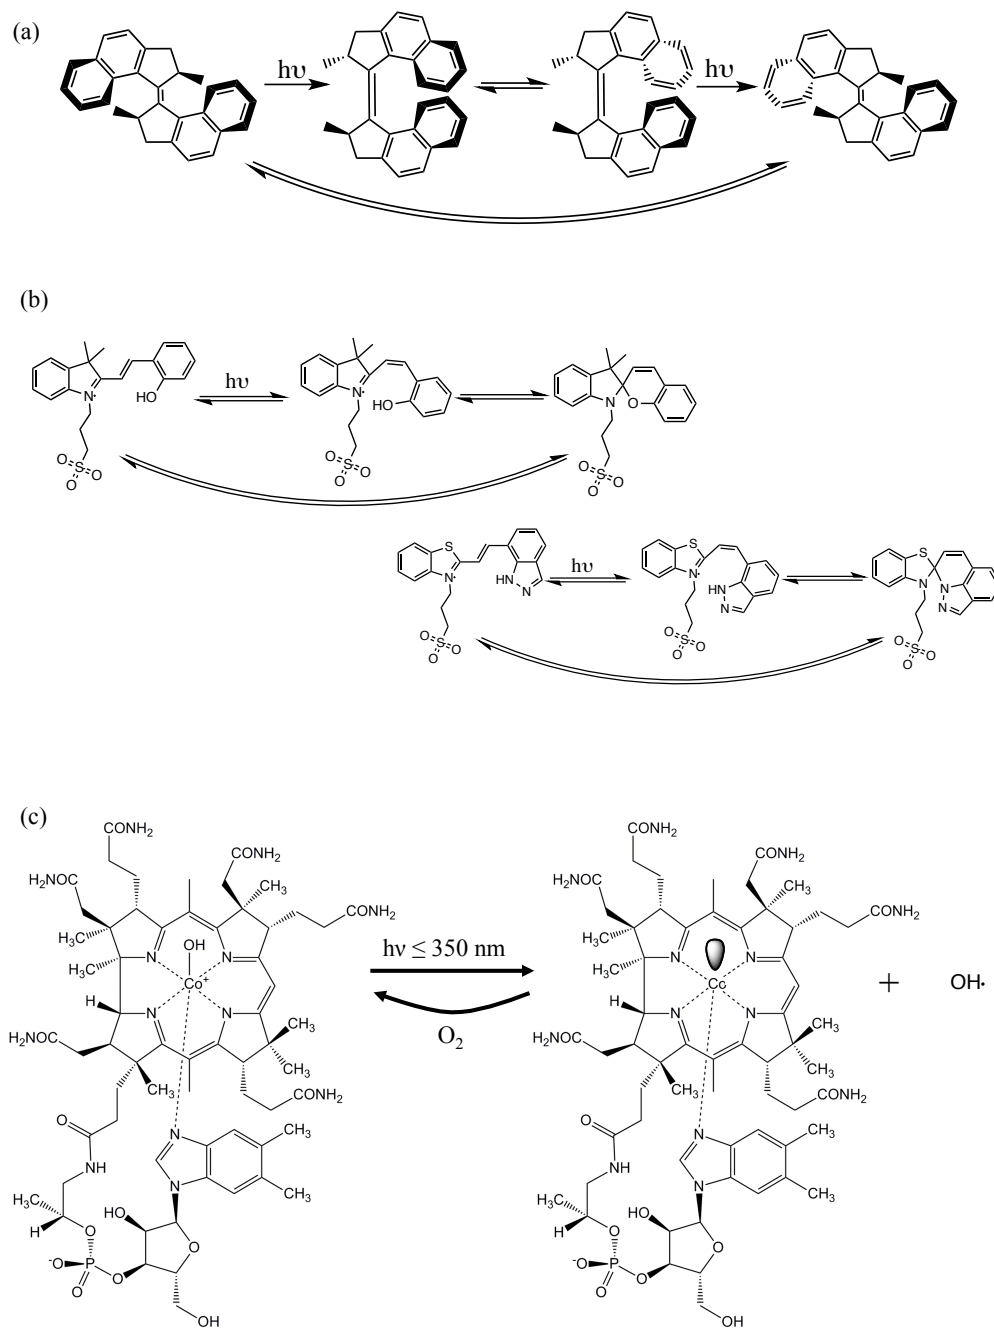 (a)
hυ
hυ
(b)
N+
HO
O
S
O
O
hυ
N+
HO
O
S
O
O
N
O
O
S
O
O
S
N+
HN
N
O
S
O
O
hυ
S
N+
HN
N
O
S
O
O
S
N
N
N
O
S
O
O
(c)
CONH2
H2NOC
CONH2
CH3
CONH2
H3C
H3C
N
N
OH
Co+
H
N
N
H2NOC
CH3
CH3
CH3
CONH2
O
NH
N
N
CH3
CH3
H3C
H
O
HO
O
-O
P
O
O
OH
hν ≤ 350 nm
O2
CONH2
H2NOC
CONH2
CH3
CONH2
H3C
H3C
N
N
Cc
H
N
N
H2NOC
CH3
CH3
CH3
CONH2
O
NH
N
N
CH3
CH3
H3C
H
O
HO
O
-O
P
O
O
OH
+
OH·